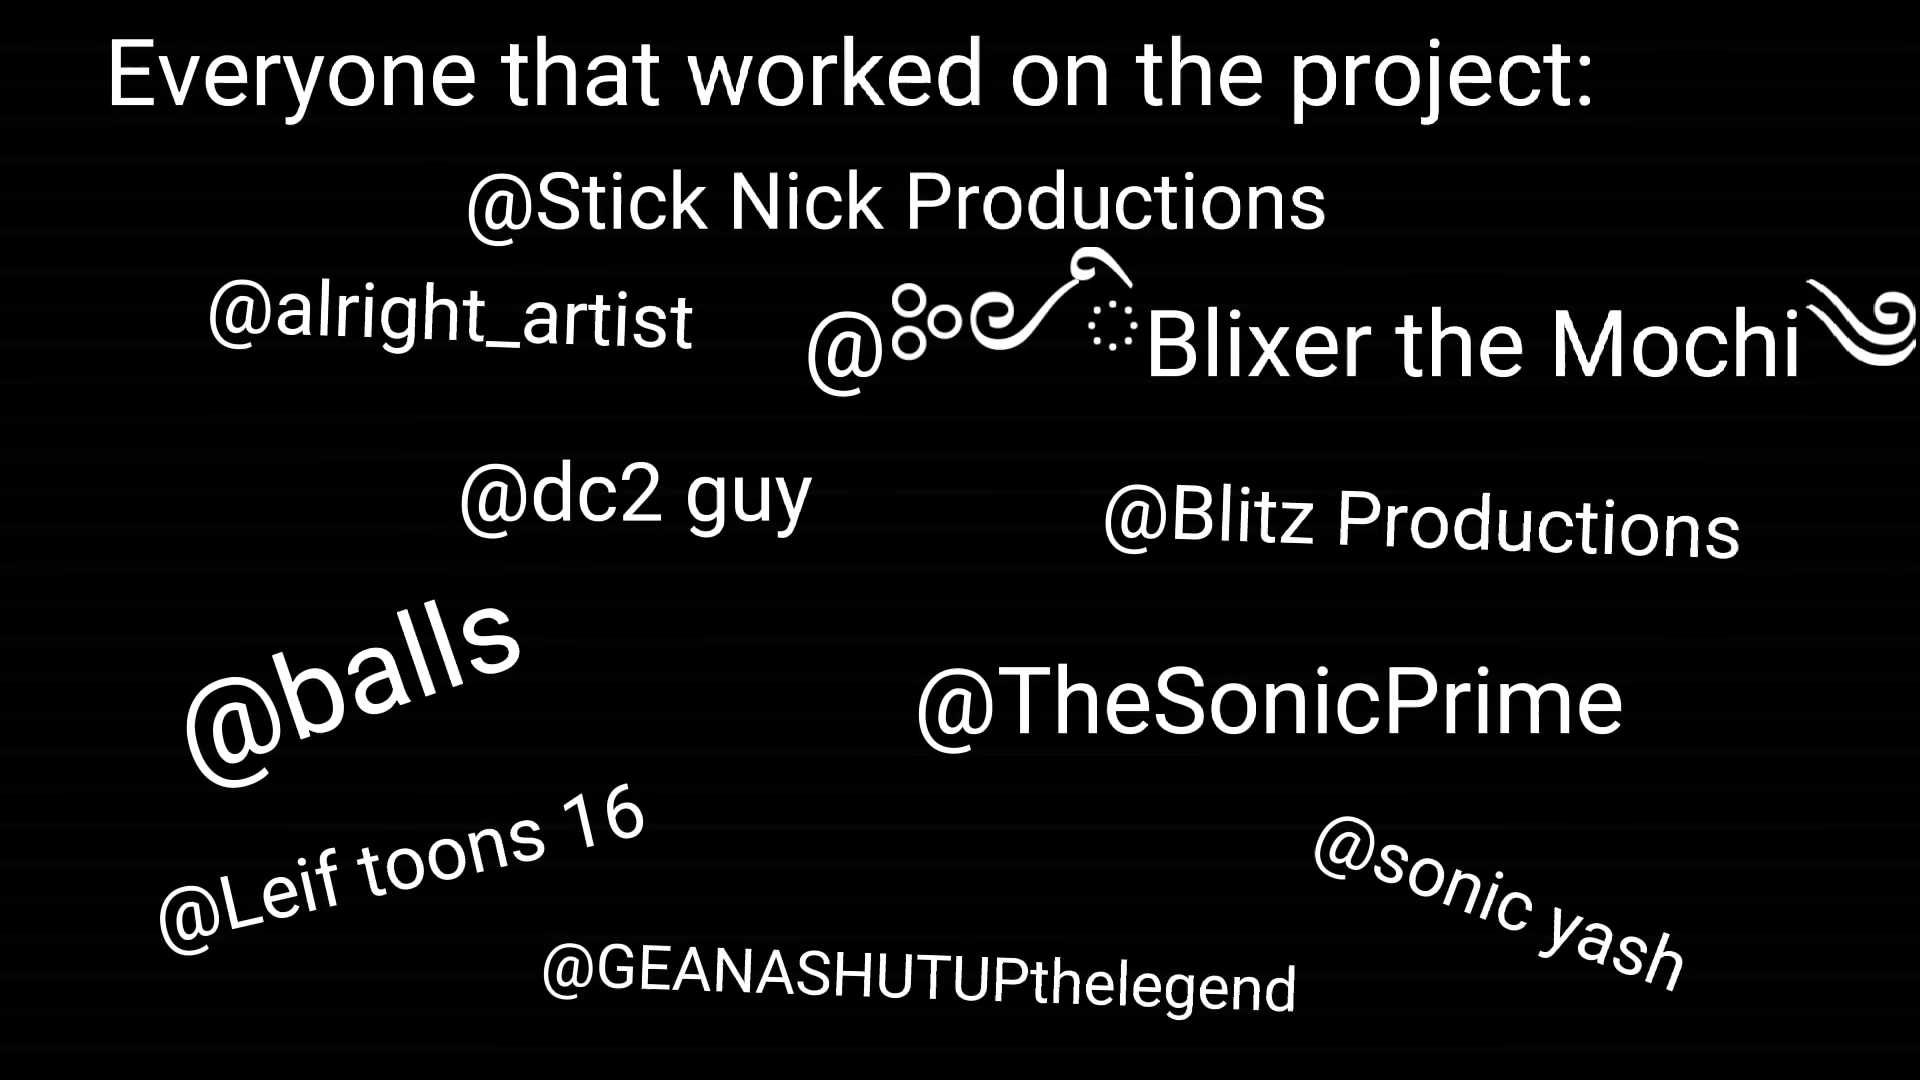 Everyone that worked on the project:
@Stick Nick Productions
@alright_artist
@ஓ๎Blixer the Mochi༄
@dc2 guy
@Blitz Productions
@balls
@TheSonicPrime
@Leif toons 16
@sonic yash
@GEANASHUTUPthelegend